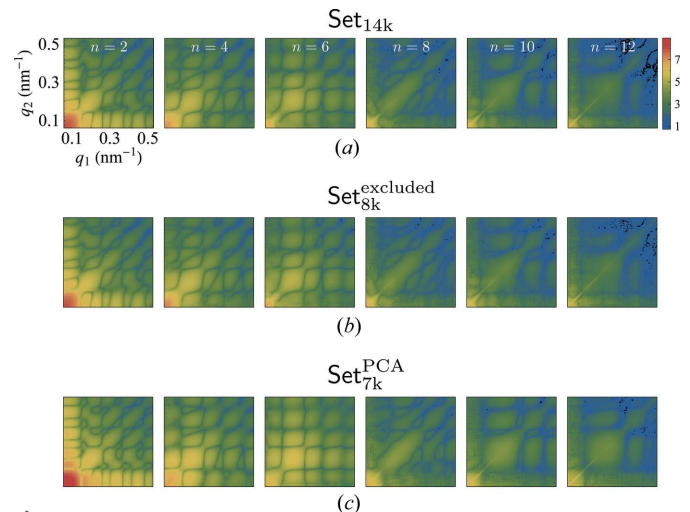 Set14k
n = 2 n = 4 n = 6 n = 8 n = 10 n = 12
q2 (nm−1)
0.5
0.3
0.1
0.1 0.3 0.5
q1 (nm−1)
7
5
3
1
(a)
Set8k^excluded
(b)
Set7k^PCA
(c)